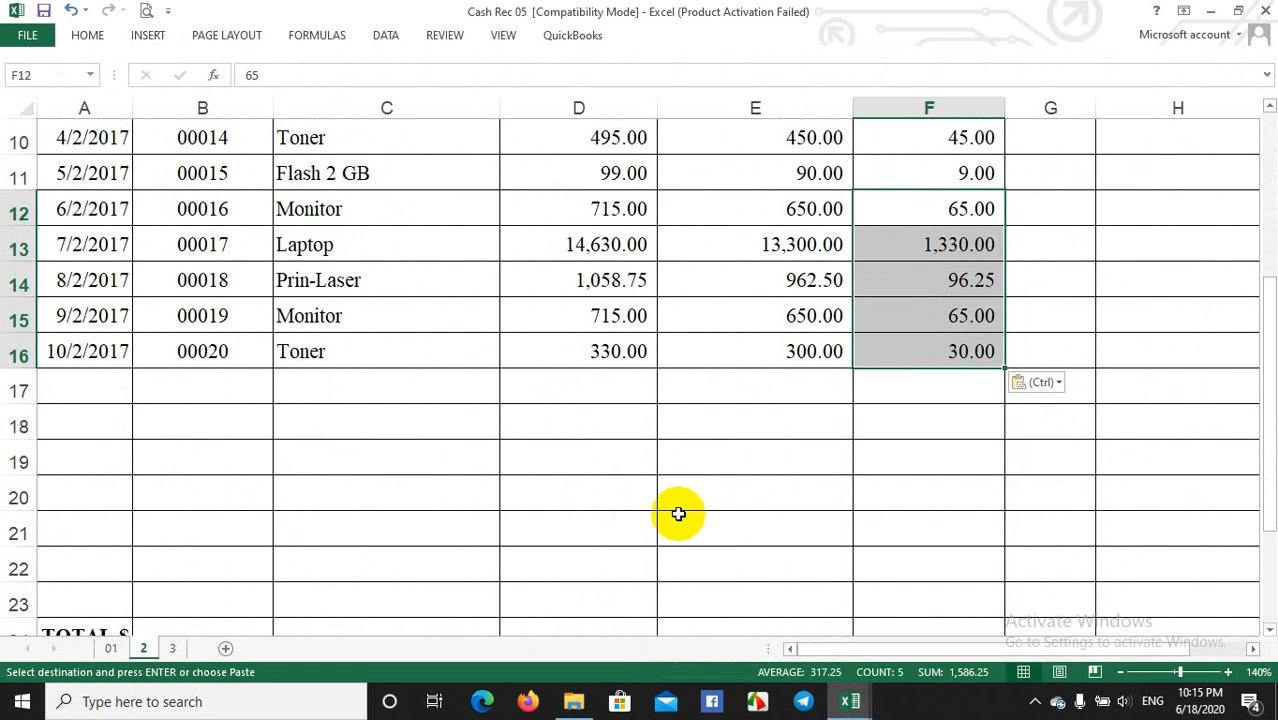 Cash Rec 05 [Compatibility Mode] - Excel (Product Activation Failed)
FILE HOME INSERT PAGE LAYOUT FORMULAS DATA REVIEW VIEW QuickBooks Microsoft account
F12 fx 65
A B C D E F G H
10 4/2/2017 00014 Toner 495.00 450.00 45.00
11 5/2/2017 00015 Flash 2 GB 99.00 90.00 9.00
12 6/2/2017 00016 Monitor 715.00 650.00 65.00
13 7/2/2017 00017 Laptop 14,630.00 13,300.00 1,330.00
14 8/2/2017 00018 Prin-Laser 1,058.75 962.50 96.25
15 9/2/2017 00019 Monitor 715.00 650.00 65.00
16 10/2/2017 00020 Toner 330.00 300.00 30.00
17 (Ctrl)
18
19
20
21
22
23
Activate Windows
TOTAL $
Go to Settings to activate Windows.
01 2 3
Select destination and press ENTER or choose Paste AVERAGE: 317.25 COUNT: 5 SUM: 1,586.25 140%
Type here to search ENG 10:15 PM
6/18/2020 4